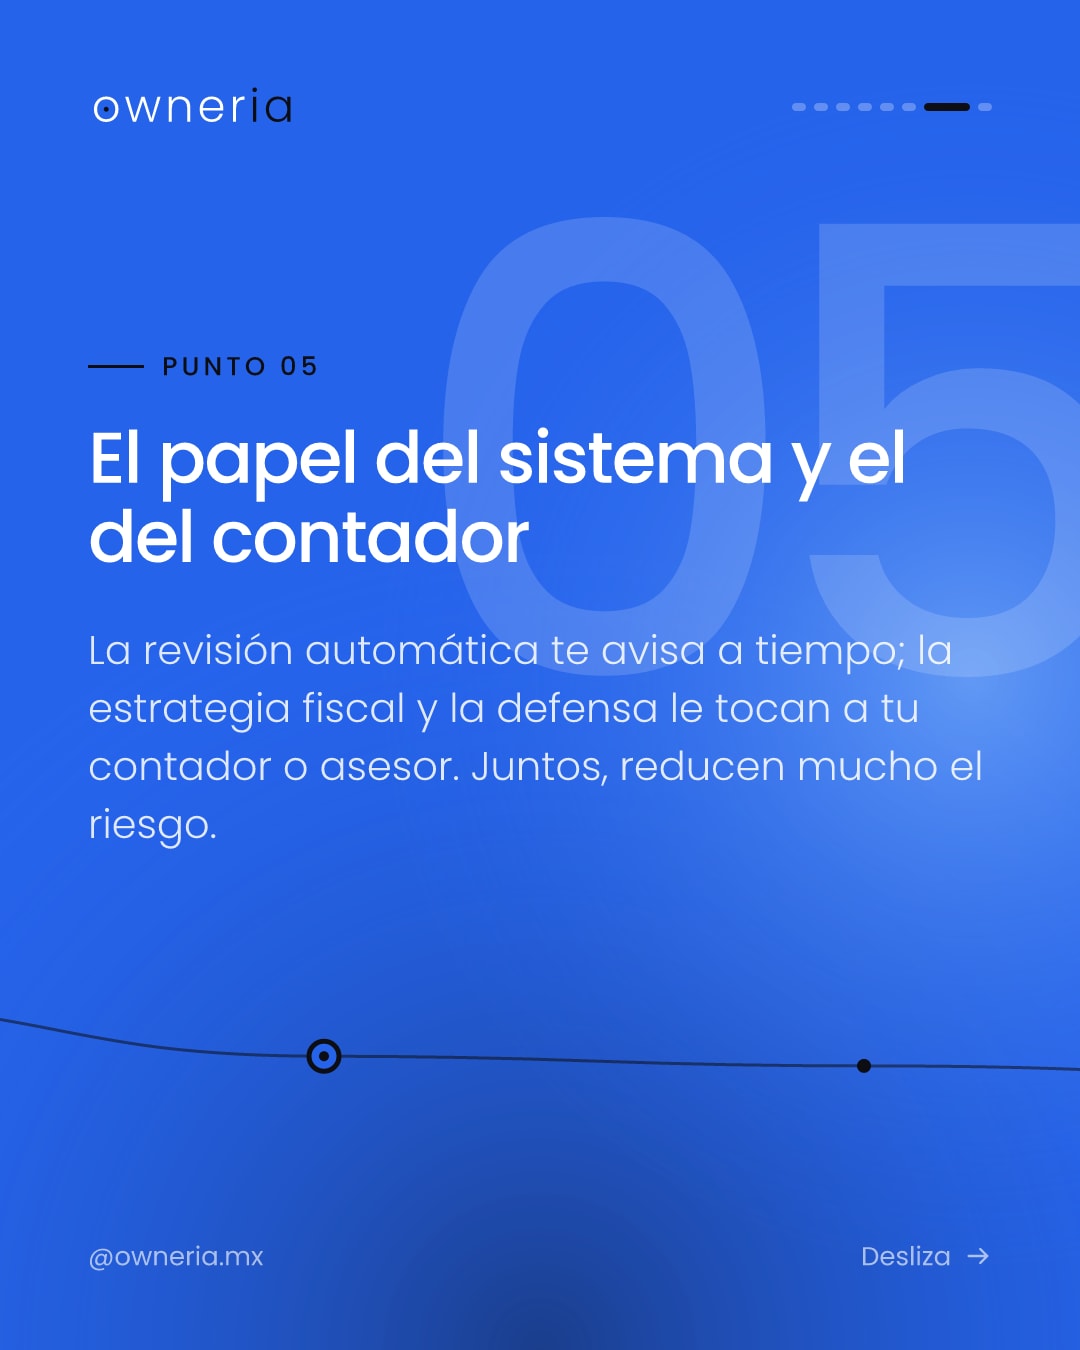 owneria
05
PUNTO 05
El papel del sistema y el
del contador
La revisión automática te avisa a tiempo; la
estrategia fiscal y la defensa le tocan a tu
contador o asesor. Juntos, reducen mucho el
riesgo.
@owneria.mx
Desliza →